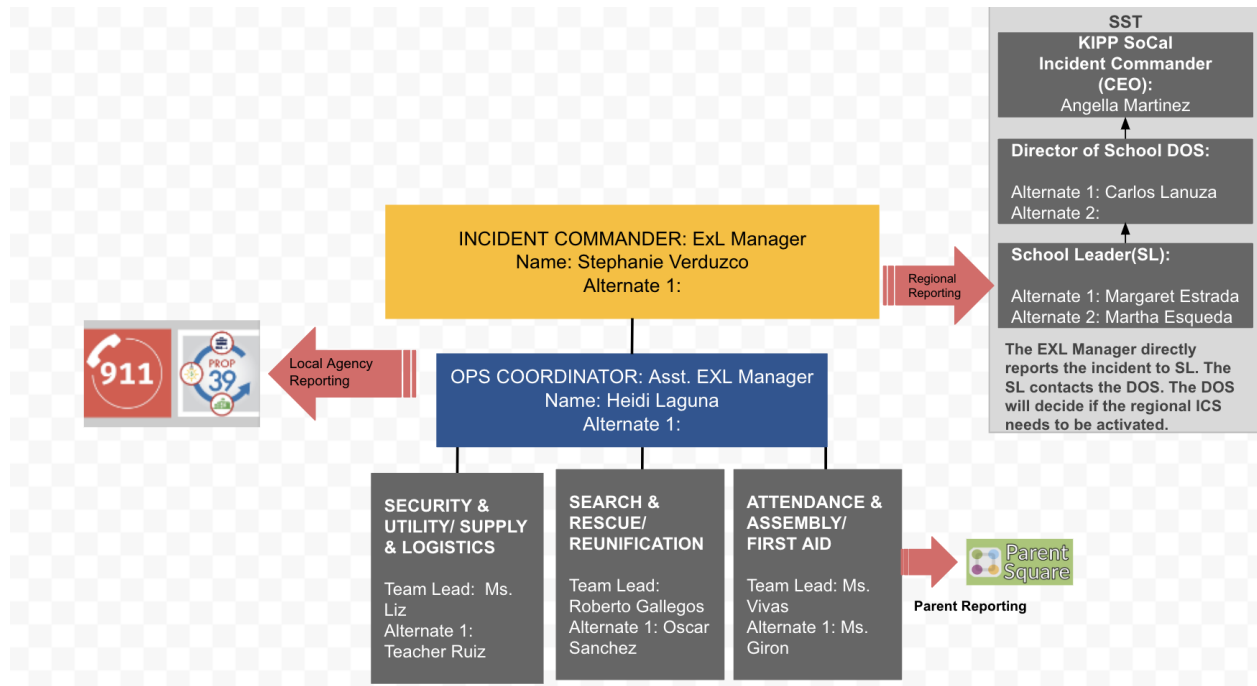 SST
KIPP SoCal
Incident Commander
(CEO):
Angella Martinez
Director of School DOS:
Alternate 1: Carlos Lanuza
Alternate 2:
School Leader(SL):
Alternate 1: Margaret Estrada
Alternate 2: Martha Esqueda
The EXL Manager directly
reports the incident to SL. The
SL contacts the DOS. The DOS
will decide if the regional ICS
needs to be activated.
INCIDENT COMMANDER: ExL Manager
Name: Stephanie Verduzco
Alternate 1:
Regional
Reporting
911
PROP
39
Local Agency
Reporting
OPS COORDINATOR: Asst. EXL Manager
Name: Heidi Laguna
Alternate 1:
SECURITY &
UTILITY/ SUPPLY
& LOGISTICS
Team Lead:  Ms.
Liz
Alternate 1:
Teacher Ruiz
SEARCH &
RESCUE/
REUNIFICATION
Team Lead:
Roberto Gallegos
Alternate 1: Oscar
Sanchez
ATTENDANCE &
ASSEMBLY/
FIRST AID
Team Lead: Ms.
Vivas
Alternate 1: Ms.
Giron
Parent
Square
Parent Reporting